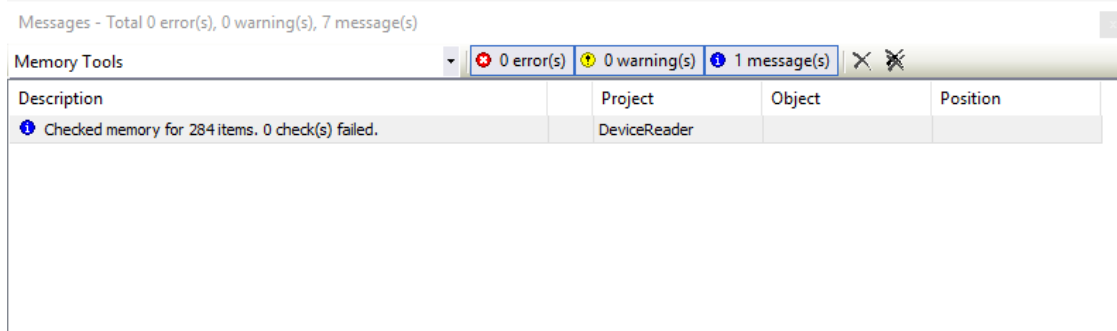 Messages - Total 0 error(s), 0 warning(s), 7 message(s)
Memory Tools 0 error(s) 0 warning(s) 1 message(s)
Description Project Object Position
Checked memory for 284 items. 0 check(s) failed. DeviceReader